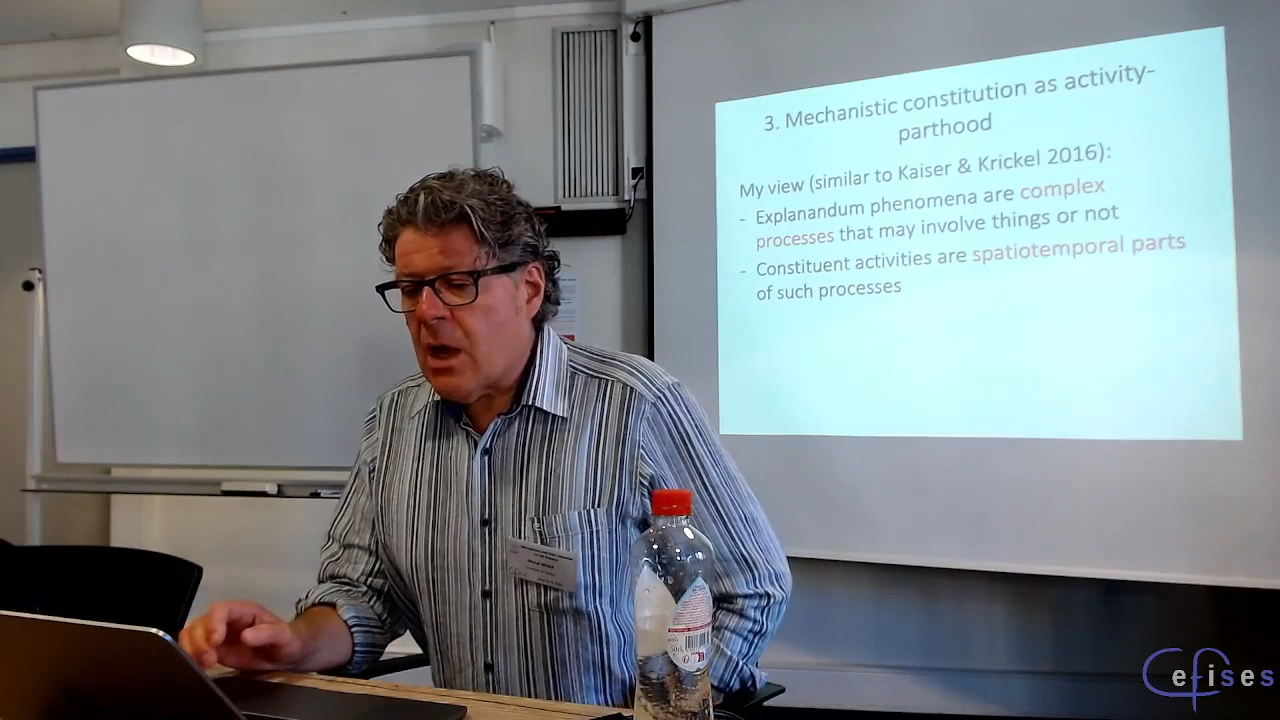 3. Mechanistic constitution as activity-
parthood
My view (similar to Kaiser & Krickel 2016):
- Explanandum phenomena are complex
processes that may involve things or not
- Constituent activities are spatiotemporal parts
of such processes
Cefises